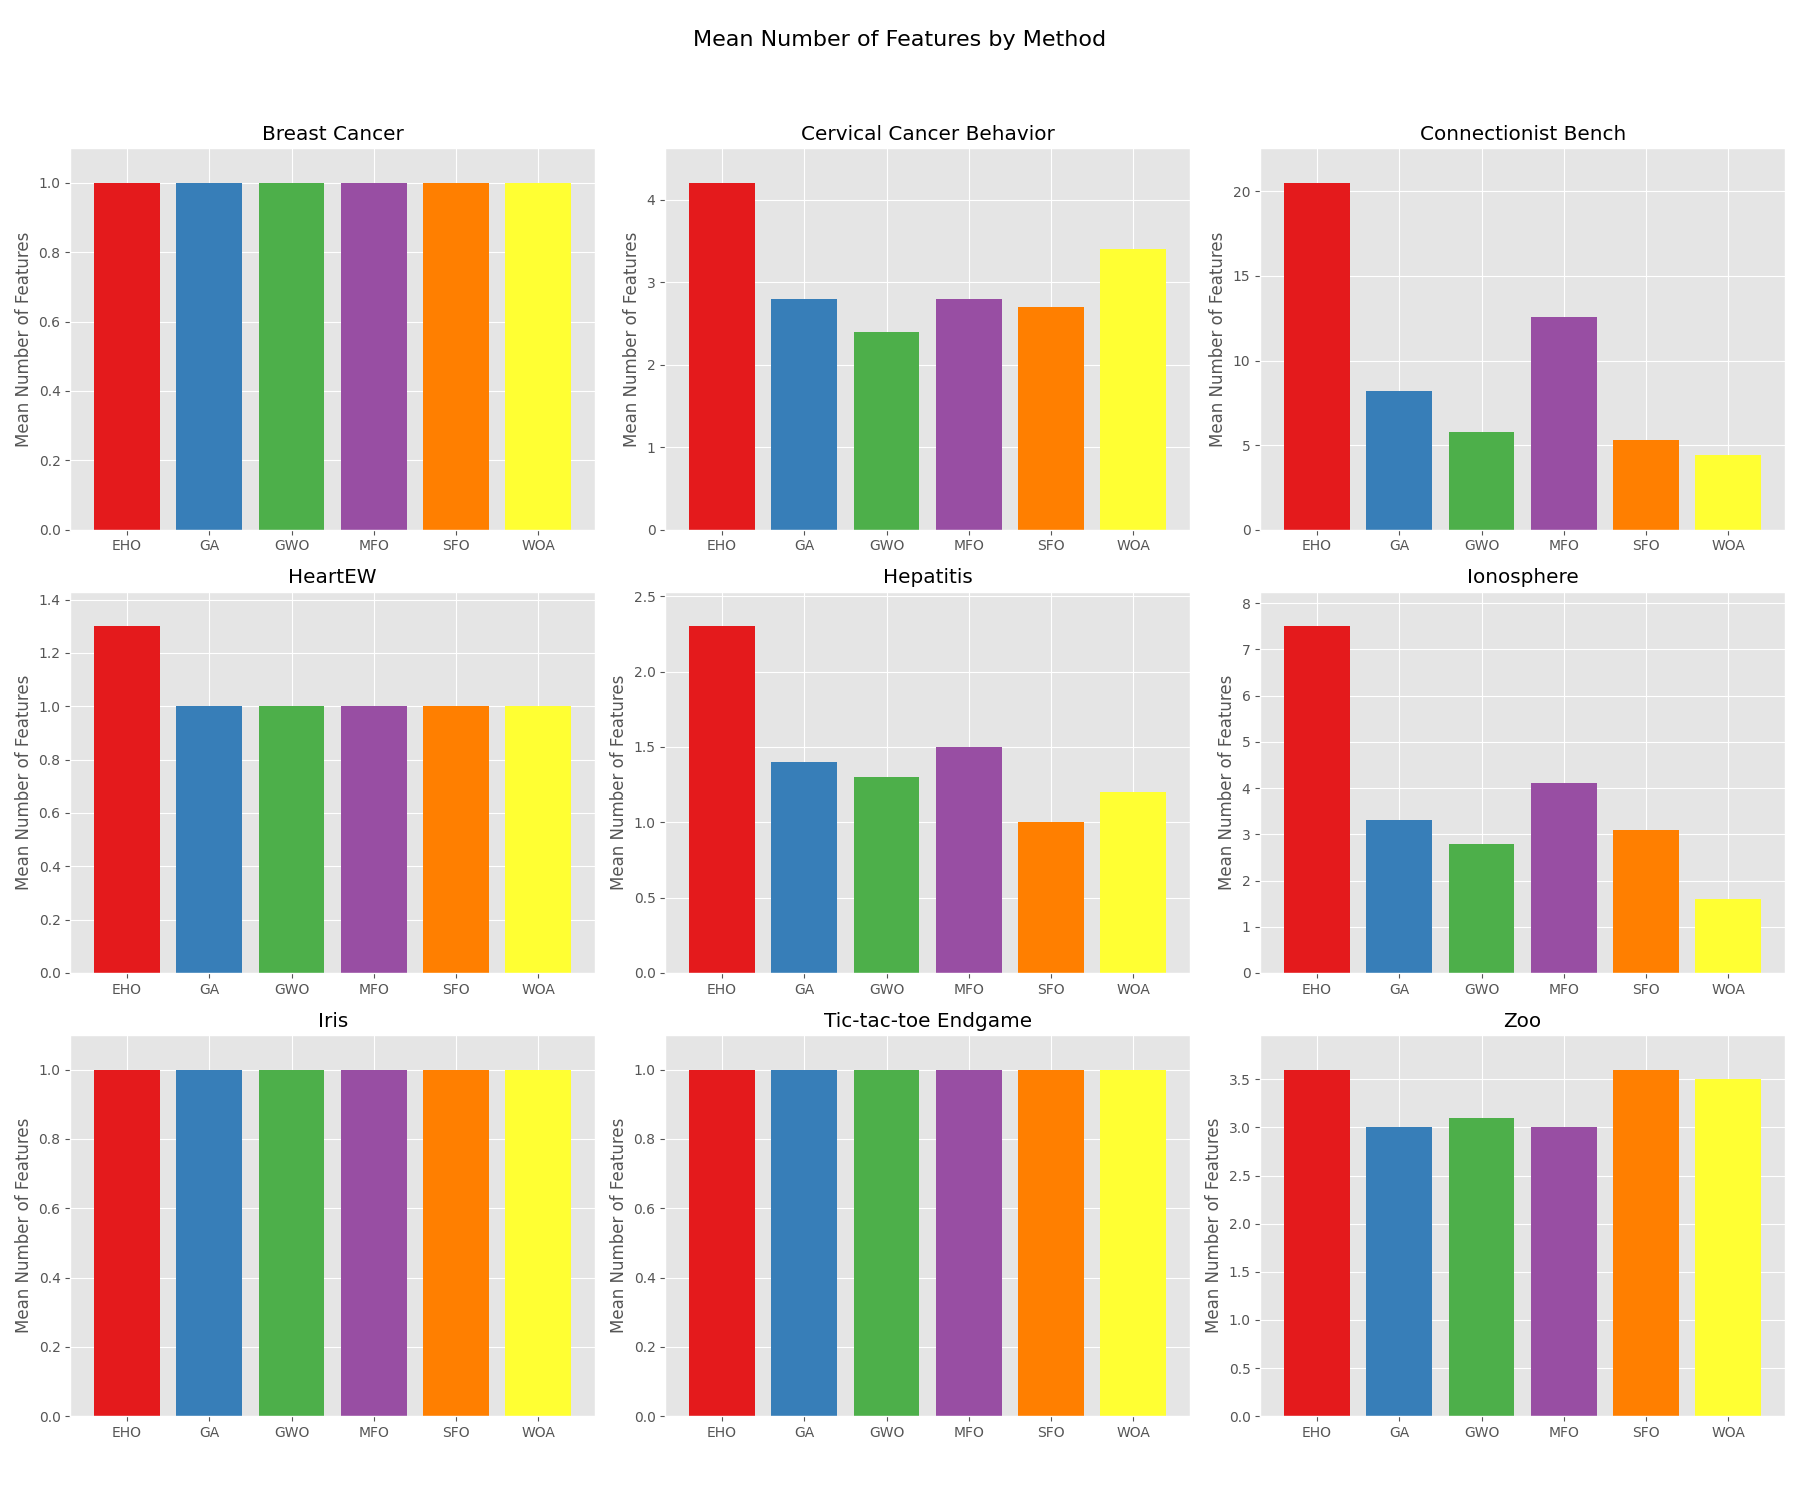 Mean Number of Features by Method
Breast Cancer
Mean Number of Features
1.0
0.8
0.6
0.4
0.2
0.0
EHO GA GWO MFO SFO WOA
Cervical Cancer Behavior
Mean Number of Features
4
3
2
1
0
EHO GA GWO MFO SFO WOA
Connectionist Bench
Mean Number of Features
20
15
10
5
0
EHO GA GWO MFO SFO WOA
HeartEW
Mean Number of Features
1.4
1.2
1.0
0.8
0.6
0.4
0.2
0.0
EHO GA GWO MFO SFO WOA
Hepatitis
Mean Number of Features
2.5
2.0
1.5
1.0
0.5
0.0
EHO GA GWO MFO SFO WOA
Ionosphere
Mean Number of Features
8
7
6
5
4
3
2
1
0
EHO GA GWO MFO SFO WOA
Iris
Mean Number of Features
1.0
0.8
0.6
0.4
0.2
0.0
EHO GA GWO MFO SFO WOA
Tic-tac-toe Endgame
Mean Number of Features
1.0
0.8
0.6
0.4
0.2
0.0
EHO GA GWO MFO SFO WOA
Zoo
Mean Number of Features
3.5
3.0
2.5
2.0
1.5
1.0
0.5
0.0
EHO GA GWO MFO SFO WOA